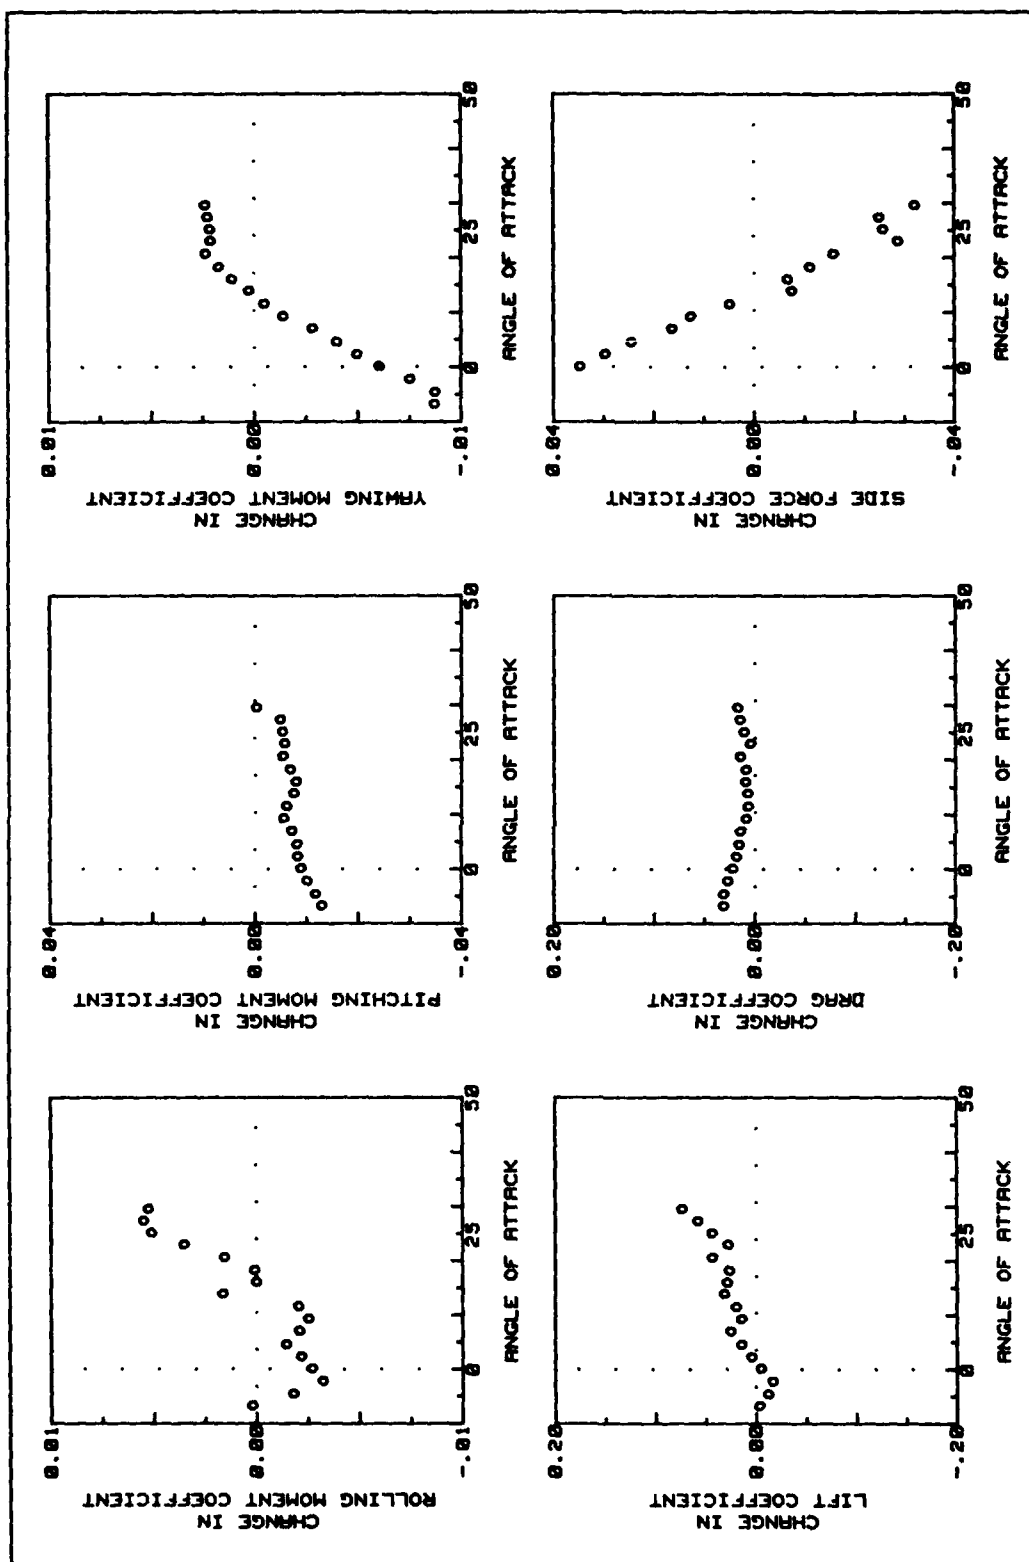 CHANGE IN
ROLLING MOMENT COEFFICIENT
0.01
0.00
-.01
0 25 50
ANGLE OF ATTACK
CHANGE IN
PITCHING MOMENT COEFFICIENT
0.04
0.00
-.04
0 25 50
ANGLE OF ATTACK
CHANGE IN
YAWING MOMENT COEFFICIENT
0.01
0.00
-.01
0 25 50
ANGLE OF ATTACK
CHANGE IN
LIFT COEFFICIENT
0.20
0.00
-.20
0 25 50
ANGLE OF ATTACK
CHANGE IN
DRAG COEFFICIENT
0.20
0.00
-.20
0 25 50
ANGLE OF ATTACK
CHANGE IN
SIDE FORCE COEFFICIENT
0.04
0.00
-.04
0 25 50
ANGLE OF ATTACK